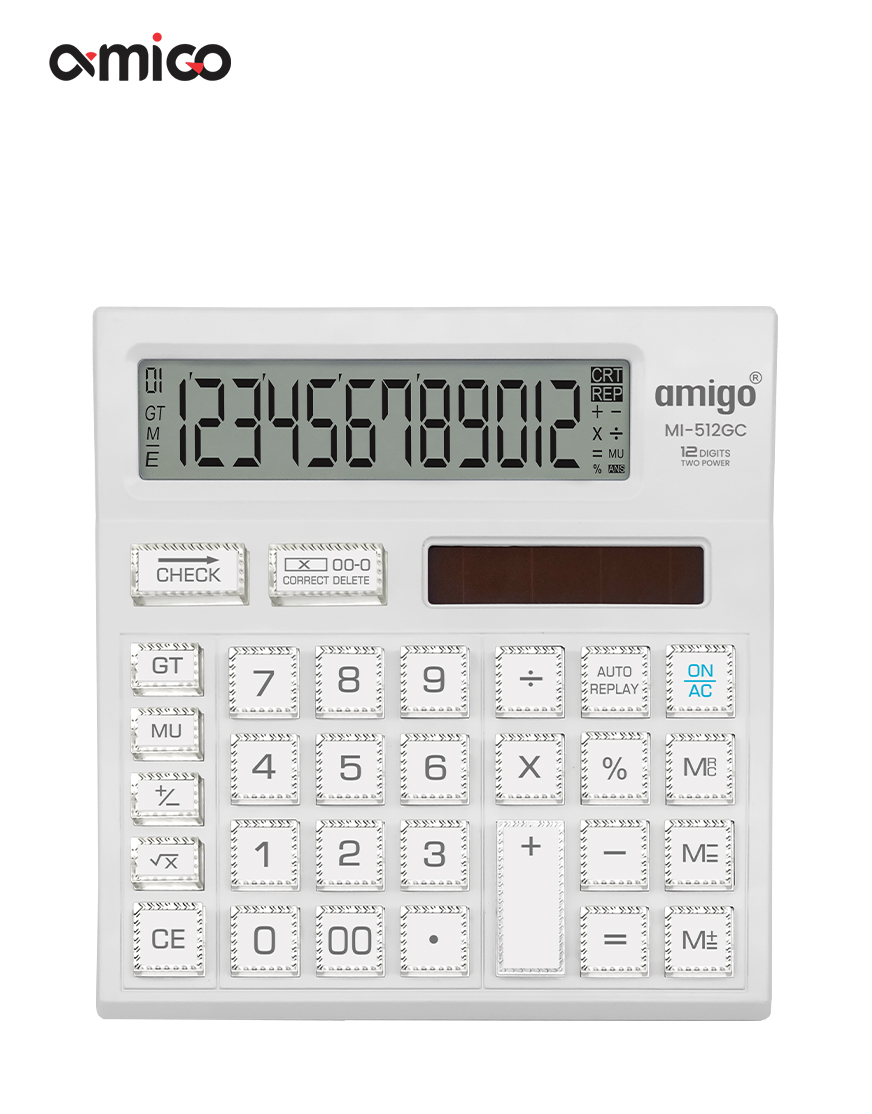 amigo
01
GT
M
E
123456789012
CRT
REP
+ −
X ÷
= MU
% ANS
amigo®
MI-512GC
12 DIGITS
TWO POWER
CHECK
X 00-0
CORRECT DELETE
GT
MU
+/−
√x
CE
7 8 9 ÷ AUTO REPLAY ON AC
4 5 6 X % MRC
1 2 3 + − M=
0 00 • = M±=